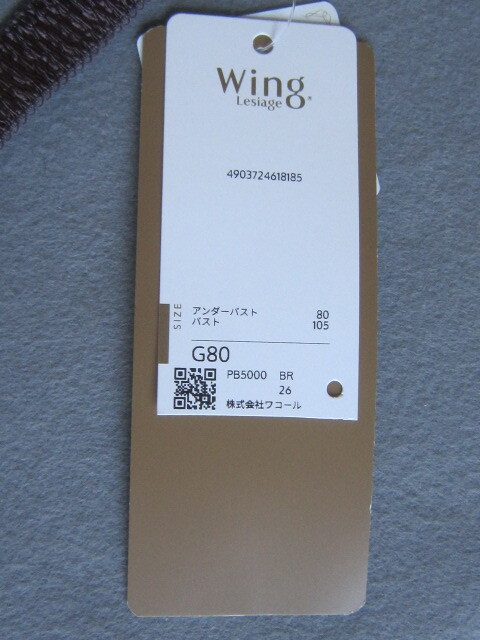 Wing
Lesiage®
4903724618185
SIZE
アンダーバスト 80
バスト 105
G80
PB5000 BR
26
株式会社ワコール